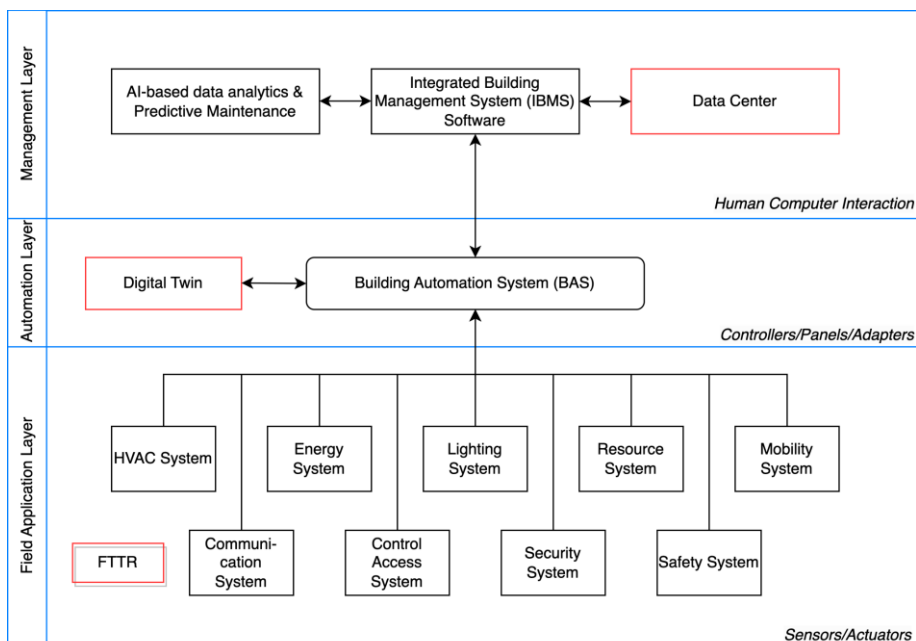 Management Layer
AI-based data analytics &
Predictive Maintenance
Integrated Building
Management System (IBMS)
Software
Data Center
Human Computer Interaction
Automation Layer
Digital Twin
Building Automation System (BAS)
Controllers/Panels/Adapters
Field Application Layer
HVAC System
Energy
System
Lighting
System
Resource
System
Mobility
System
FTTR
Communi-
cation
System
Control
Access
System
Security
System
Safety System
Sensors/Actuators